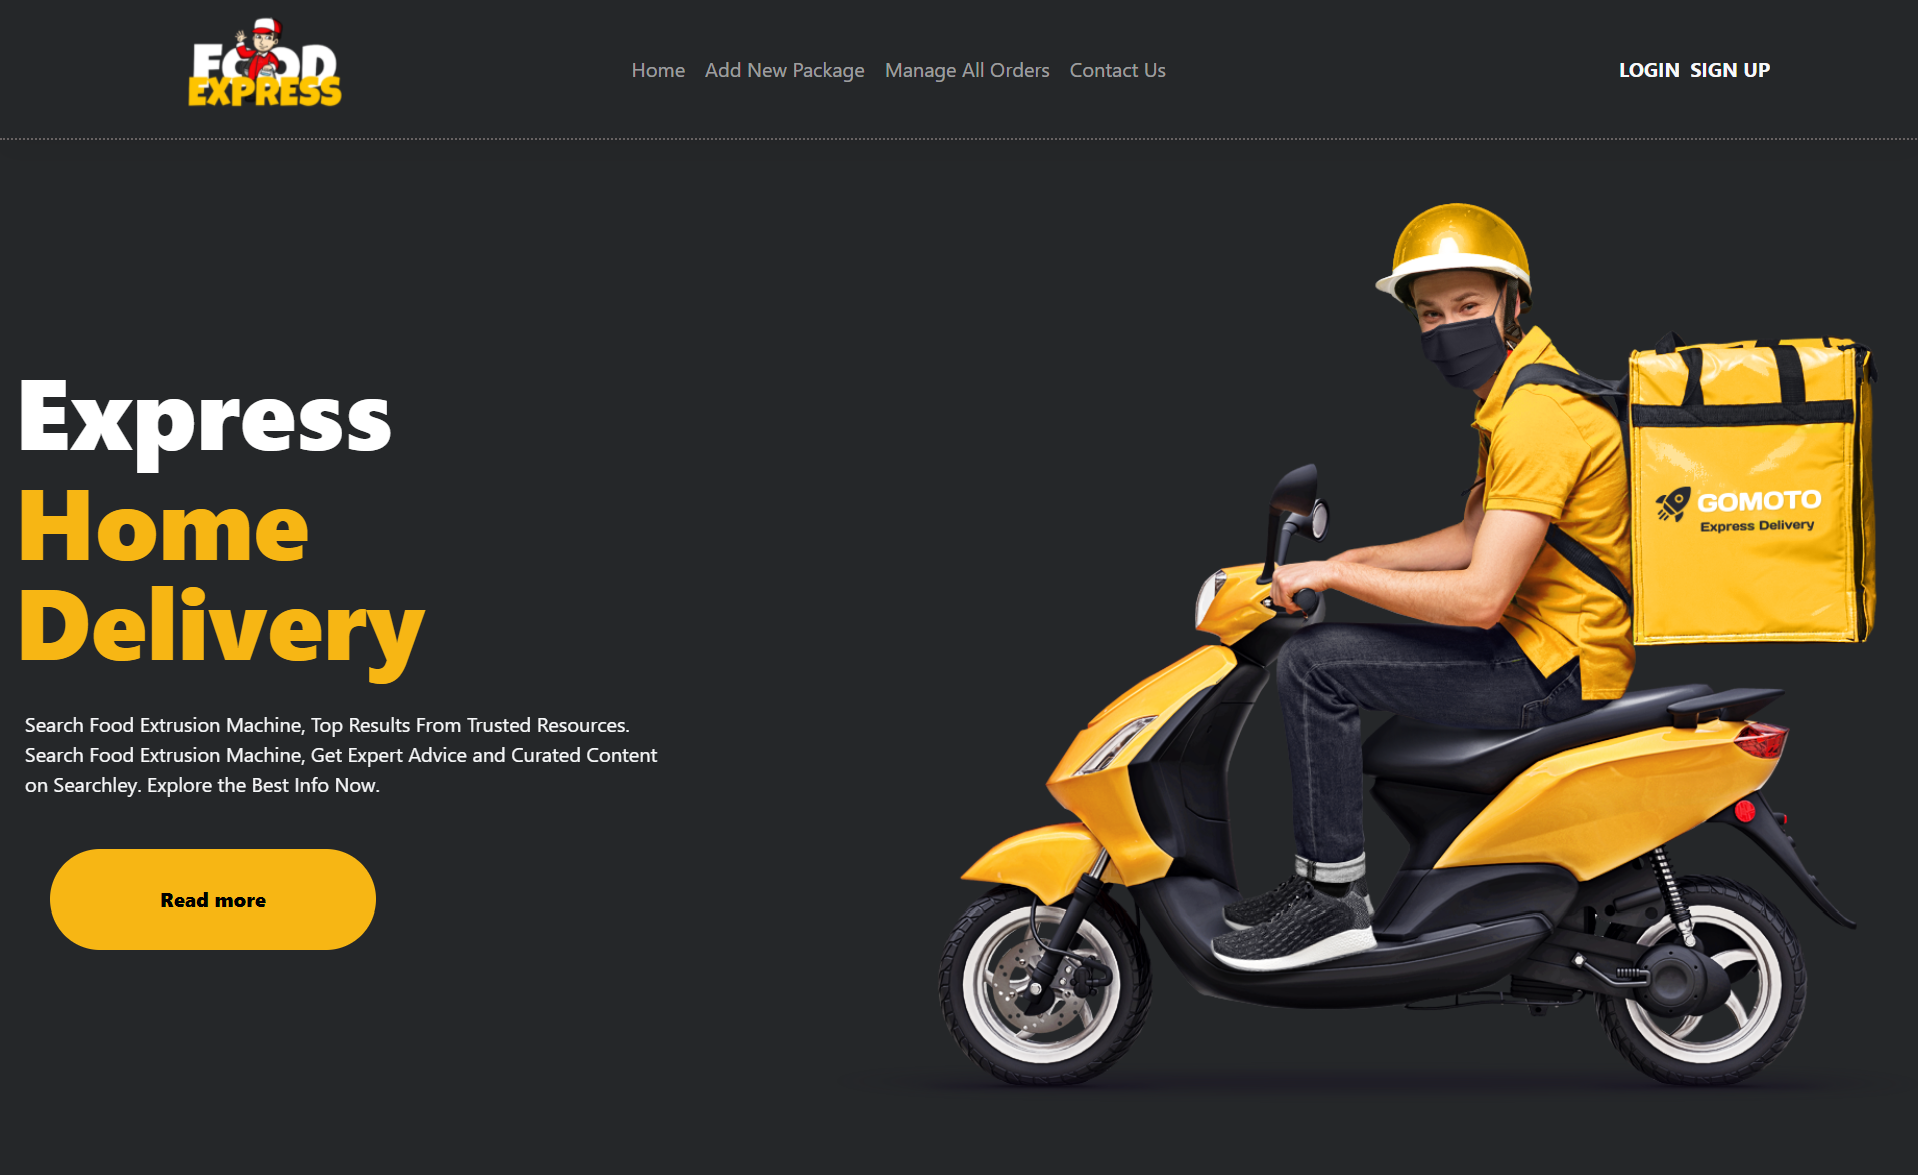 FOOD
EXPRESS
Home
Add New Package
Manage All Orders
Contact Us
LOGIN
SIGN UP
Express
Home
Delivery
Search Food Extrusion Machine, Top Results From Trusted Resources.
Search Food Extrusion Machine, Get Expert Advice and Curated Content
on Searchley. Explore the Best Info Now.
Read more
GOMOTO
Express Delivery